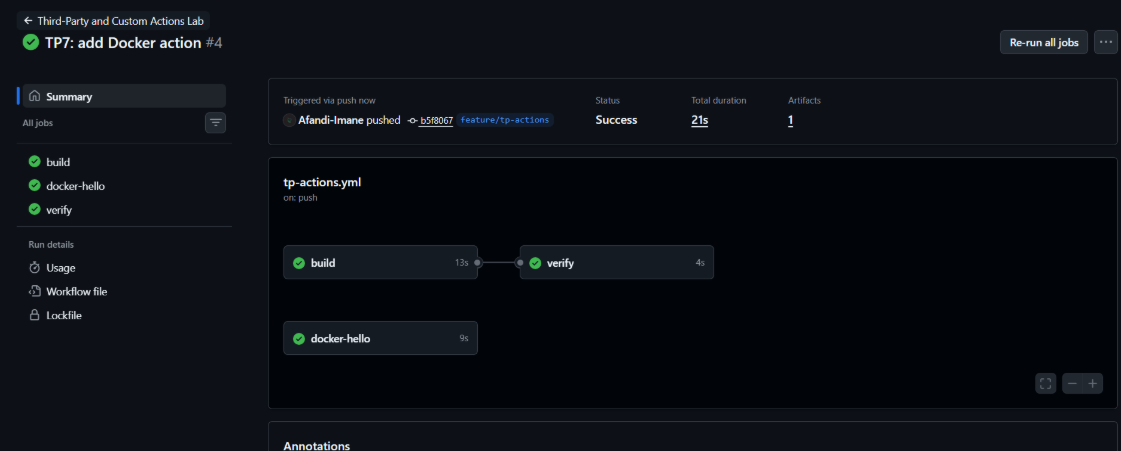 ← Third-Party and Custom Actions Lab
TP7: add Docker action #4
Re-run all jobs
Summary
All jobs
build
docker-hello
verify
Run details
Usage
Workflow file
Lockfile
Triggered via push now
Afandi-Imane pushed b5f8067 feature/tp-actions
Status
Success
Total duration
21s
Artifacts
1
tp-actions.yml
on: push
build 13s
verify 4s
docker-hello 9s
Annotations